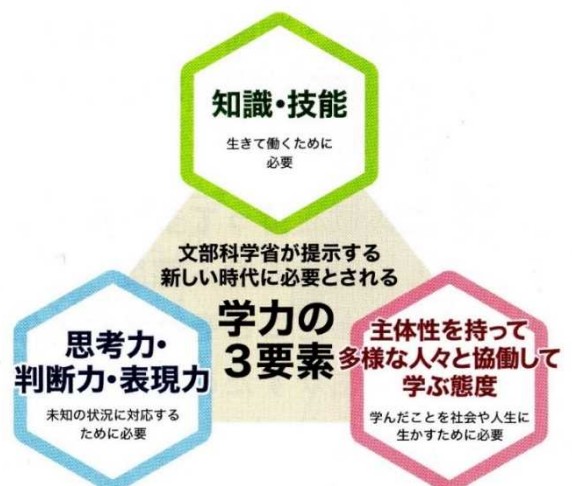 知識・技能
生きて働くために
必要
文部科学省が提示する
新しい時代に必要とされる
学力の
3要素
思考力・
判断力・表現力
未知の状況に対応する
ために必要
主体性を持って
多様な人々と協働して
学ぶ態度
学んだことを社会や人生に
生かすために必要